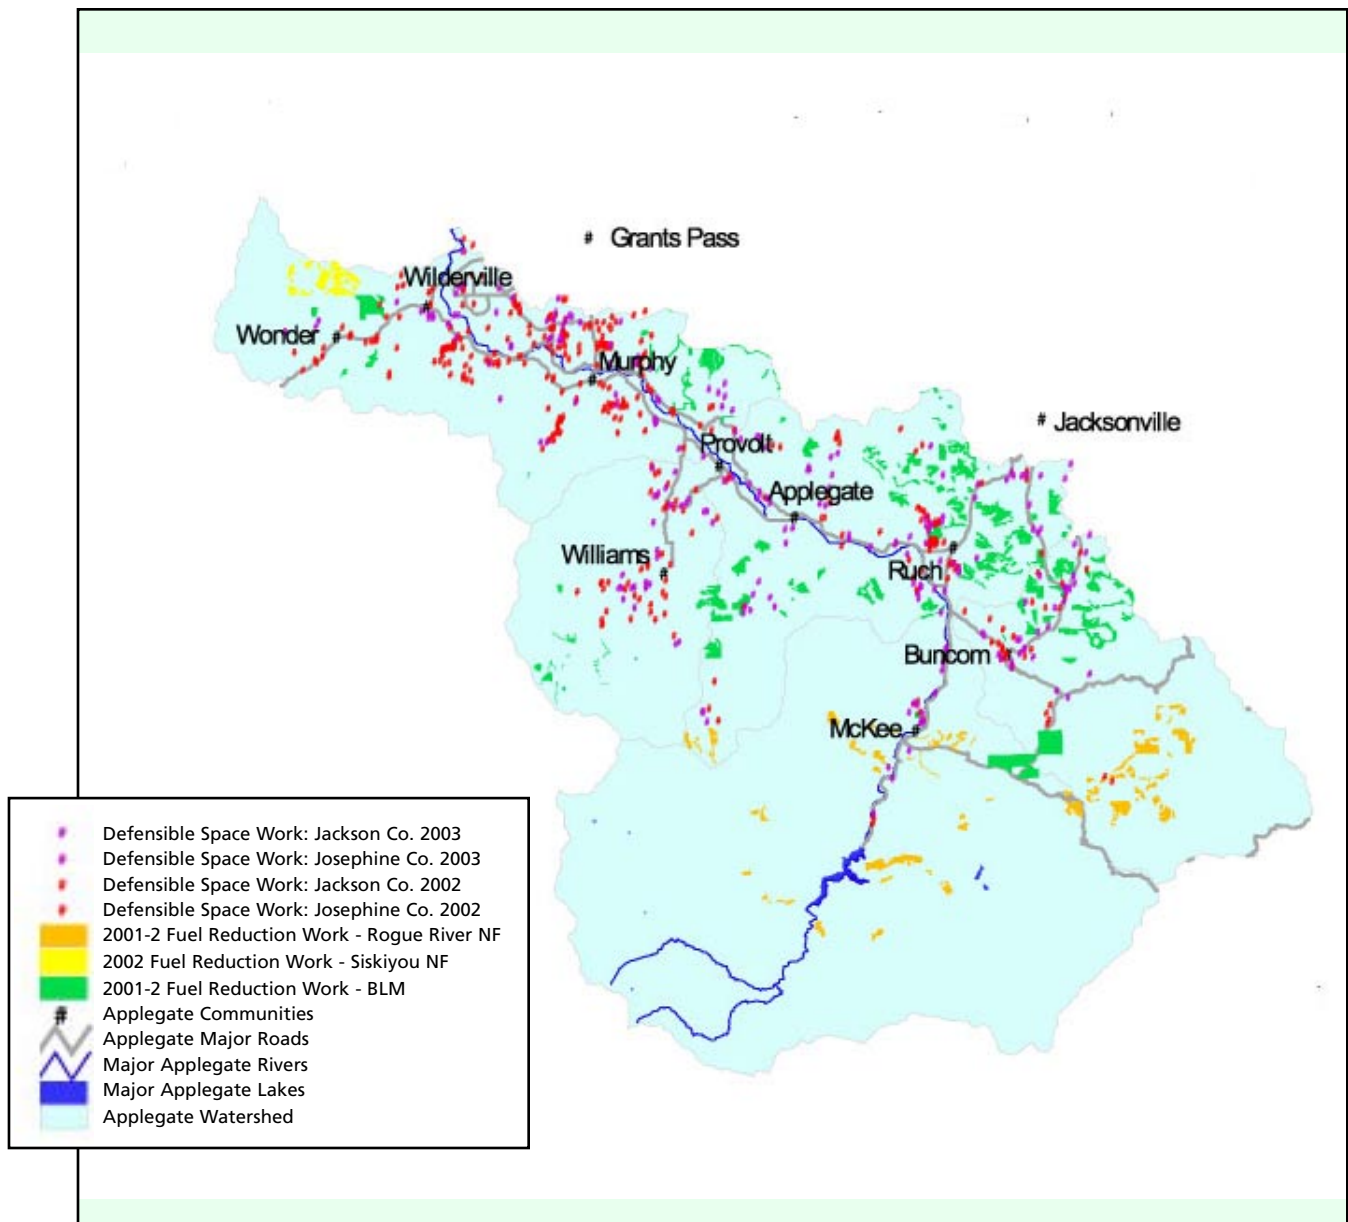 Grants Pass
Wilderville
Wonder
Murphy
Jacksonville
Provolt
Applegate
Williams
Ruch
Buncom
McKee
Defensible Space Work: Jackson Co. 2003
Defensible Space Work: Josephine Co. 2003
Defensible Space Work: Jackson Co. 2002
Defensible Space Work: Josephine Co. 2002
2001-2 Fuel Reduction Work - Rogue River NF
2002 Fuel Reduction Work - Siskiyou NF
2001-2 Fuel Reduction Work - BLM
Applegate Communities
Applegate Major Roads
Major Applegate Rivers
Major Applegate Lakes
Applegate Watershed